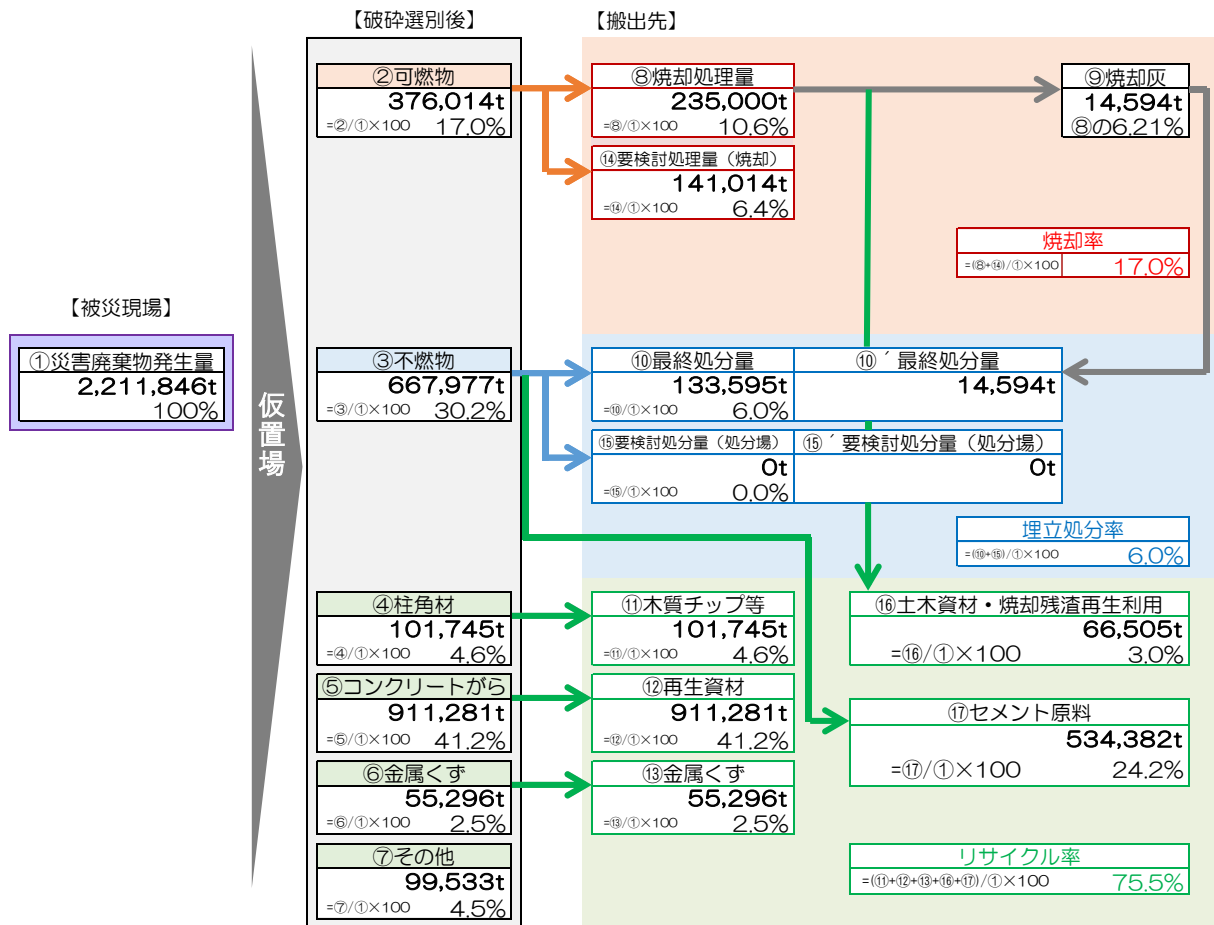 【破砕選別後】
【搬出先】
②可燃物
376,014t
=②/①×100 17.0%
⑧焼却処理量
235,000t
=⑧/①×100 10.6%
⑨焼却灰
14,594t
⑧の6.21%
⑭要検討処理量（焼却）
141,014t
=⑭/①×100 6.4%
焼却率
=(⑧+⑭)/①×100 17.0%
【被災現場】
①災害廃棄物発生量
2,211,846t
100%
仮置場
③不燃物
667,977t
=③/①×100 30.2%
⑩最終処分量
133,595t
=⑩/①×100 6.0%
⑩´最終処分量
14,594t
⑮要検討処分量（処分場）
0t
=⑮/①×100 0.0%
⑮´要検討処分量（処分場）
0t
埋立処分率
=(⑩+⑮)/①×100 6.0%
④柱角材
101,745t
=④/①×100 4.6%
⑪木質チップ等
101,745t
=⑪/①×100 4.6%
⑯土木資材・焼却残渣再生利用
66,505t
=⑯/①×100 3.0%
⑤コンクリートがら
911,281t
=⑤/①×100 41.2%
⑫再生資材
911,281t
=⑫/①×100 41.2%
⑰セメント原料
534,382t
=⑰/①×100 24.2%
⑥金属くず
55,296t
=⑥/①×100 2.5%
⑬金属くず
55,296t
=⑬/①×100 2.5%
⑦その他
99,533t
=⑦/①×100 4.5%
リサイクル率
=(⑪+⑫+⑬+⑯+⑰)/①×100 75.5%